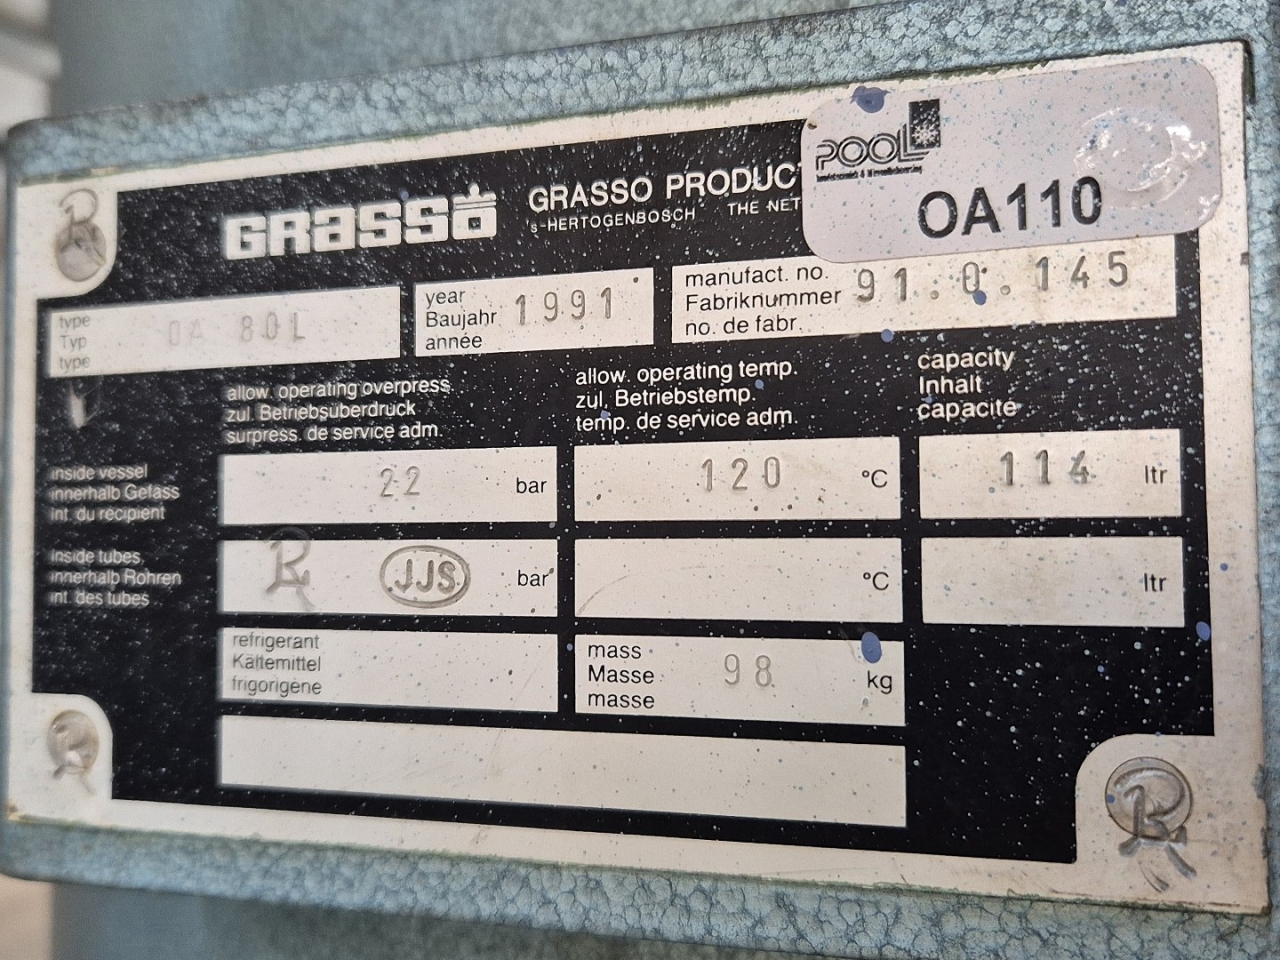 POOL
OA110
GRASSO
GRASSO PRODUC
s-HERTOGENBOSCH THE NET
type
Typ
type
OA 80L
year
Baujahr
année
1991
manufact. no.
Fabriknummer
no. de fabr.
91.0.145
allow. operating overpress.
zul. Betriebsüberdruck
surpress. de service adm.
allow. operating temp.
zul. Betriebstemp.
temp. de service adm.
capacity
Inhalt
capacité
inside vessel
innerhalb Gefass
int. du récipient
22 bar
120 °C
114 ltr
inside tubes
innerhalb Rohren
int. des tubes
R JJS bar
°C
ltr
refrigerant
Kältemittel
frigorigène
mass
Masse
masse
98 kg